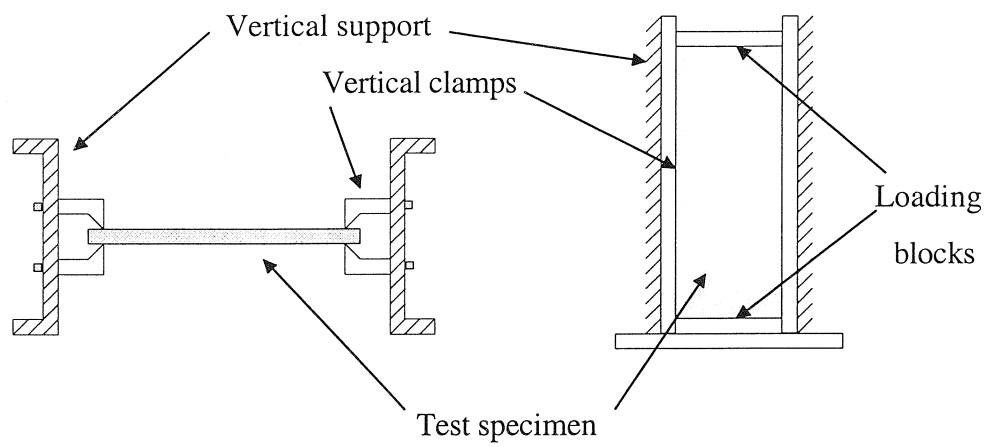 Vertical support
Vertical clamps
Loading
blocks
Test specimen